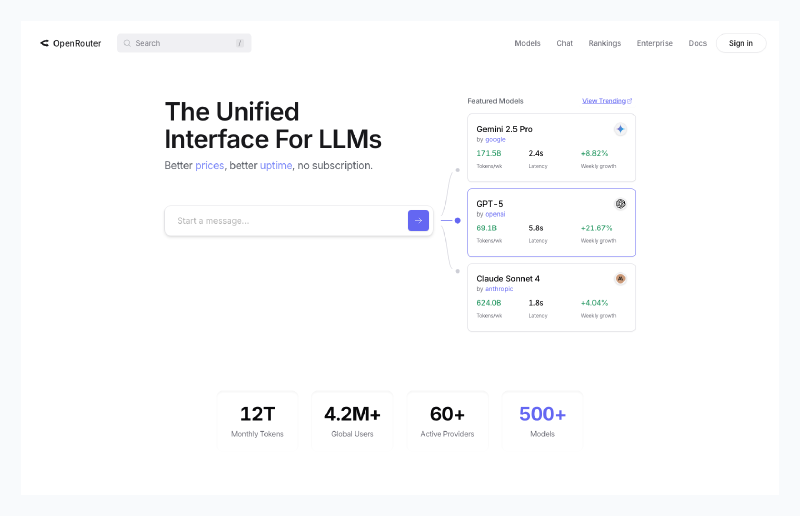 OpenRouter
Search
/
Models
Chat
Rankings
Enterprise
Docs
Sign in
The Unified
Interface For LLMs
Better prices, better uptime, no subscription.
Start a message...
Featured Models
View Trending
Gemini 2.5 Pro
by google
171.5B
2.4s
+8.82%
Tokens/wk
Latency
Weekly growth
GPT-5
by openai
69.1B
5.8s
+21.67%
Tokens/wk
Latency
Weekly growth
Claude Sonnet 4
by anthropic
624.0B
1.8s
+4.04%
Tokens/wk
Latency
Weekly growth
12T
Monthly Tokens
4.2M+
Global Users
60+
Active Providers
500+
Models